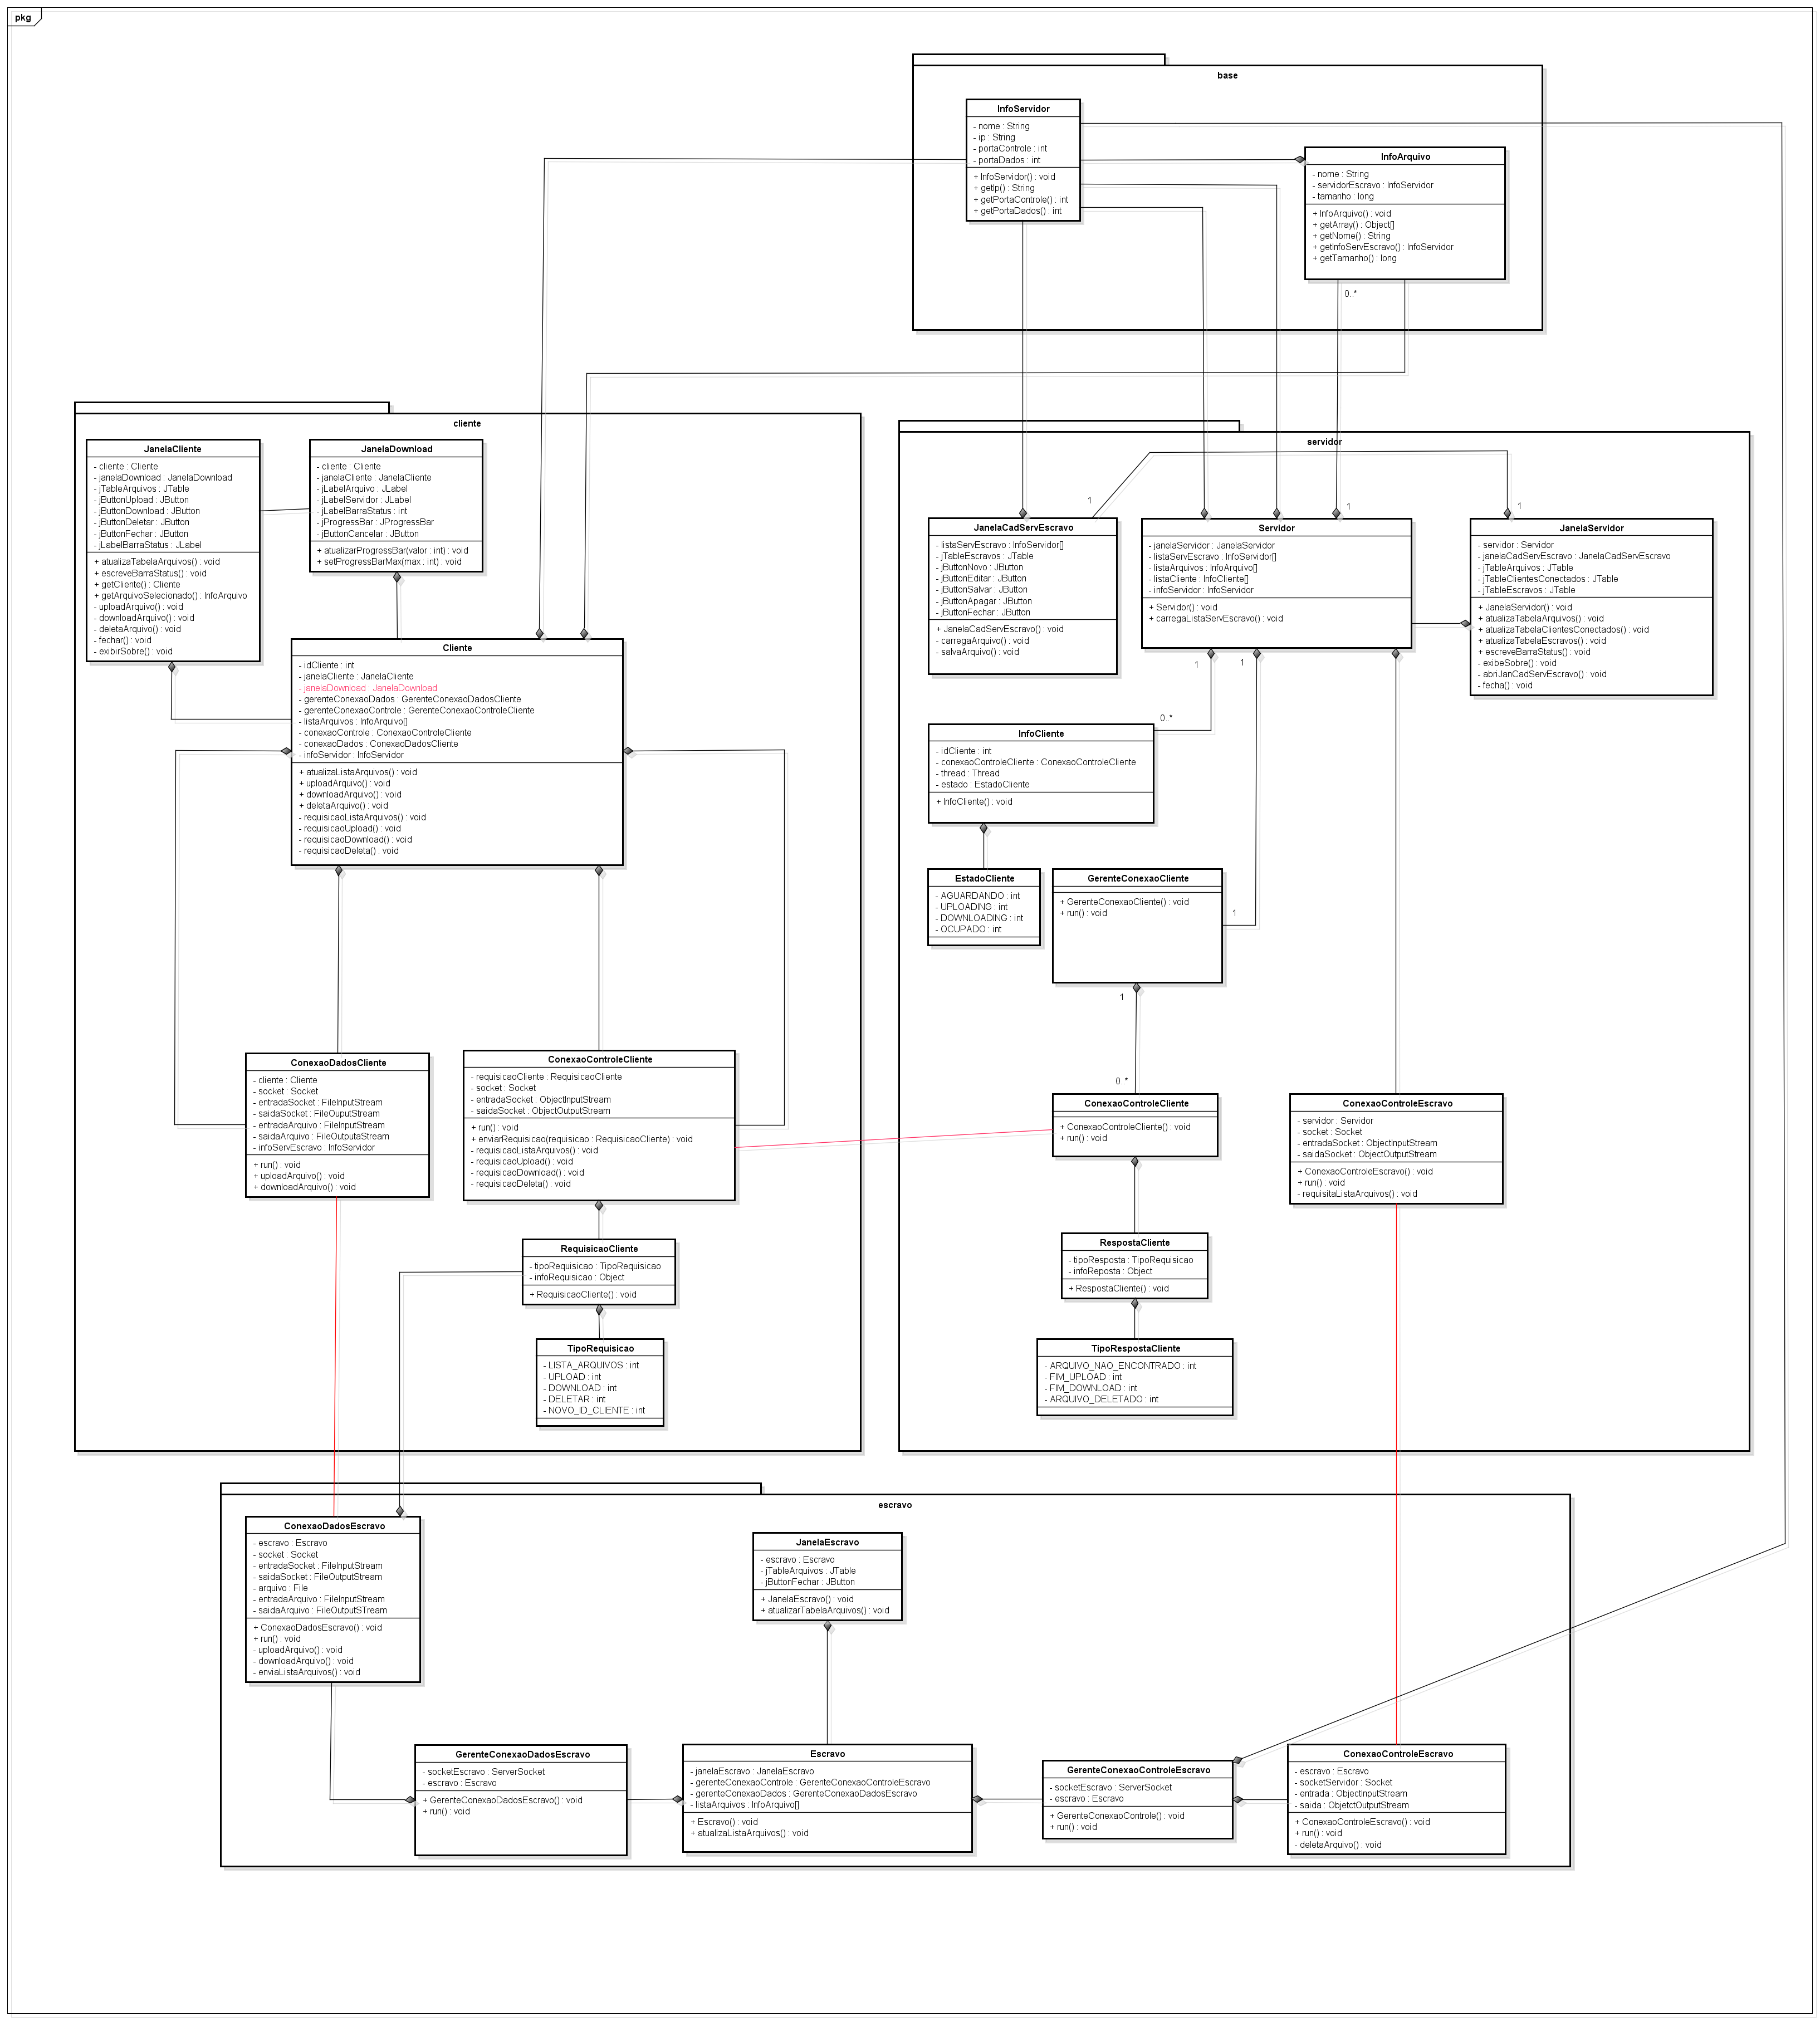 pkg
base
InfoServidor
- nome : String
- ip : String
- portaControle : int
- portaDados : int
+ InfoServidor() : void
+ getIp() : String
+ getPortaControle() : int
+ getPortaDados() : int
InfoArquivo
- nome : String
- servidorEscravo : InfoServidor
- tamanho : long
+ InfoArquivo() : void
+ getArray() : Object[]
+ getNome() : String
+ getInfoServEscravo() : InfoServidor
+ getTamanho() : long
0..*
cliente
JanelaCliente
- cliente : Cliente
- janelaDownload : JanelaDownload
- jTableArquivos : JTable
- jButtonUpload : JButton
- jButtonDownload : JButton
- jButtonDeletar : JButton
- jButtonFechar : JButton
- jLabelBarraStatus : JLabel
+ atualizaTabelaArquivos() : void
+ escreveBarraStatus() : void
+ getCliente() : Cliente
+ getArquivoSelecionado() : InfoArquivo
- uploadArquivo() : void
- downloadArquivo() : void
- deletaArquivo() : void
- fechar() : void
- exibirSobre() : void
JanelaDownload
- cliente : Cliente
- janelaCliente : JanelaCliente
- jLabelArquivo : JLabel
- jLabelServidor : JLabel
- jLabelBarraStatus : int
- jProgressBar : JProgressBar
- jButtonCancelar : JButton
+ atualizarProgressBar(valor : int) : void
+ setProgressBarMax(max : int) : void
Cliente
- idCliente : int
- janelaCliente : JanelaCliente
- janelaDownload : JanelaDownload
- gerenteConexaoDados : GerenteConexaoDadosCliente
- gerenteConexaoControle : GerenteConexaoControleCliente
- listaArquivos : InfoArquivo[]
- conexaoControle : ConexaoControleCliente
- conexaoDados : ConexaoDadosCliente
- infoServidor : InfoServidor
+ atualizaListaArquivos() : void
+ uploadArquivo() : void
+ downloadArquivo() : void
+ deletaArquivo() : void
- requisicaoListaArquivos() : void
- requisicaoUpload() : void
- requisicaoDownload() : void
- requisicaoDeleta() : void
ConexaoDadosCliente
- cliente : Cliente
- socket : Socket
- entradaSocket : FileInputStream
- saidaSocket : FileOuputStream
- entradaArquivo : FileInputStream
- saidaArquivo : FileOutputaStream
- infoServEscravo : InfoServidor
+ run() : void
+ uploadArquivo() : void
+ downloadArquivo() : void
ConexaoControleCliente
- requisicaoCliente : RequisicaoCliente
- socket : Socket
- entradaSocket : ObjectInputStream
- saidaSocket : ObjectOutputStream
+ run() : void
+ enviarRequisicao(requisicao : RequisicaoCliente) : void
- requisicaoListaArquivos() : void
- requisicaoUpload() : void
- requisicaoDownload() : void
- requisicaoDeleta() : void
RequisicaoCliente
- tipoRequisicao : TipoRequisicao
- infoRequisicao : Object
+ RequisicaoCliente() : void
TipoRequisicao
- LISTA_ARQUIVOS : int
- UPLOAD : int
- DOWNLOAD : int
- DELETAR : int
- NOVO_ID_CLIENTE : int
servidor
1
1
1
JanelaCadServEscravo
- listaServEscravo : InfoServidor[]
- jTableEscravos : JTable
- jButtonNovo : JButton
- jButtonEditar : JButton
- jButtonSalvar : JButton
- jButtonApagar : JButton
- jButtonFechar : JButton
+ JanelaCadServEscravo() : void
- carregaArquivo() : void
- salvaArquivo() : void
Servidor
- janelaServidor : JanelaServidor
- listaServEscravo : InfoServidor[]
- listaArquivos : InfoArquivo[]
- listaCliente : InfoCliente[]
- infoServidor : InfoServidor
+ Servidor() : void
+ carregaListaServEscravo() : void
JanelaServidor
- servidor : Servidor
- janelaCadServEscravo : JanelaCadServEscravo
- jTableArquivos : JTable
- jTableClientesConectados : JTable
- jTableEscravos : JTable
+ JanelaServidor() : void
+ atualizaTabelaArquivos() : void
+ atualizaTabelaClientesConectados() : void
+ atualizaTabelaEscravos() : void
+ escreveBarraStatus() : void
- exibeSobre() : void
- abriJanCadServEscravo() : void
- fecha() : void
1
1
0..*
InfoCliente
- idCliente : int
- conexaoControleCliente : ConexaoControleCliente
- thread : Thread
- estado : EstadoCliente
+ InfoCliente() : void
EstadoCliente
- AGUARDANDO : int
- UPLOADING : int
- DOWNLOADING : int
- OCUPADO : int
GerenteConexaoCliente
+ GerenteConexaoCliente() : void
+ run() : void
1
1
0..*
ConexaoControleCliente
+ ConexaoControleCliente() : void
+ run() : void
ConexaoControleEscravo
- servidor : Servidor
- socket : Socket
- entradaSocket : ObjectInputStream
- saidaSocket : ObjectOutputStream
+ ConexaoControleEscravo() : void
+ run() : void
- requisitaListaArquivos() : void
RespostaCliente
- tipoResposta : TipoRequisicao
- infoReposta : Object
+ RespostaCliente() : void
TipoRespostaCliente
- ARQUIVO_NAO_ENCONTRADO : int
- FIM_UPLOAD : int
- FIM_DOWNLOAD : int
- ARQUIVO_DELETADO : int
escravo
ConexaoDadosEscravo
- escravo : Escravo
- socket : Socket
- entradaSocket : FileInputStream
- saidaSocket : FileOutputStream
- arquivo : File
- entradaArquivo : FileInputStream
- saidaArquivo : FileOutputSTream
+ ConexaoDadosEscravo() : void
+ run() : void
- uploadArquivo() : void
- downloadArquivo() : void
- enviaListaArquivos() : void
JanelaEscravo
- escravo : Escravo
- jTableArquivos : JTable
- jButtonFechar : JButton
+ JanelaEscravo() : void
+ atualizarTabelaArquivos() : void
GerenteConexaoDadosEscravo
- socketEscravo : ServerSocket
- escravo : Escravo
+ GerenteConexaoDadosEscravo() : void
+ run() : void
Escravo
- janelaEscravo : JanelaEscravo
- gerenteConexaoControle : GerenteConexaoControleEscravo
- gerenteConexaoDados : GerenteConexaoDadosEscravo
- listaArquivos : InfoArquivo[]
+ Escravo() : void
+ atualizaListaArquivos() : void
GerenteConexaoControleEscravo
- socketEscravo : ServerSocket
- escravo : Escravo
+ GerenteConexaoControle() : void
+ run() : void
ConexaoControleEscravo
- escravo : Escravo
- socketServidor : Socket
- entrada : ObjectInputStream
- saida : ObjetctOutputStream
+ ConexaoControleEscravo() : void
+ run() : void
- deletaArquivo() : void